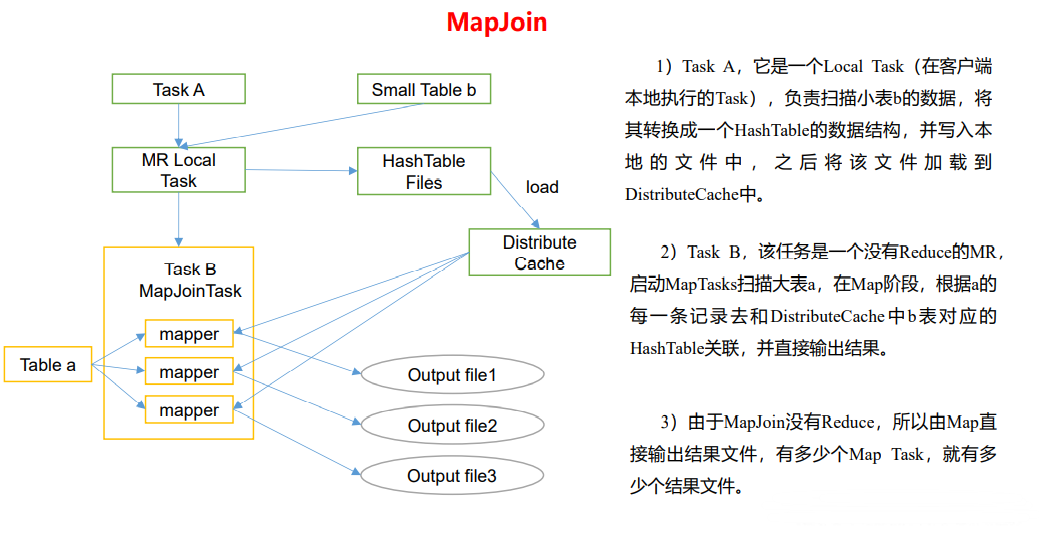 MapJoin
Task A
Small Table b
MR Local
Task
HashTable
Files
load
Distribute
Cache
Task B
MapJoinTask
mapper
mapper
mapper
Table a
Output file1
Output file2
Output file3
1）Task A，它是一个Local Task（在客户端
本地执行的Task），负责扫描小表b的数据，将
其转换成一个HashTable的数据结构，并写入本
地的文件中，之后将该文件加载到
DistributeCache中。
2）Task B，该任务是一个没有Reduce的MR，
启动MapTasks扫描大表a，在Map阶段，根据a的
每一条记录去和DistributeCache中b表对应的
HashTable关联，并直接输出结果。
3）由于MapJoin没有Reduce，所以由Map直
接输出结果文件，有多少个Map Task，就有多
少个结果文件。